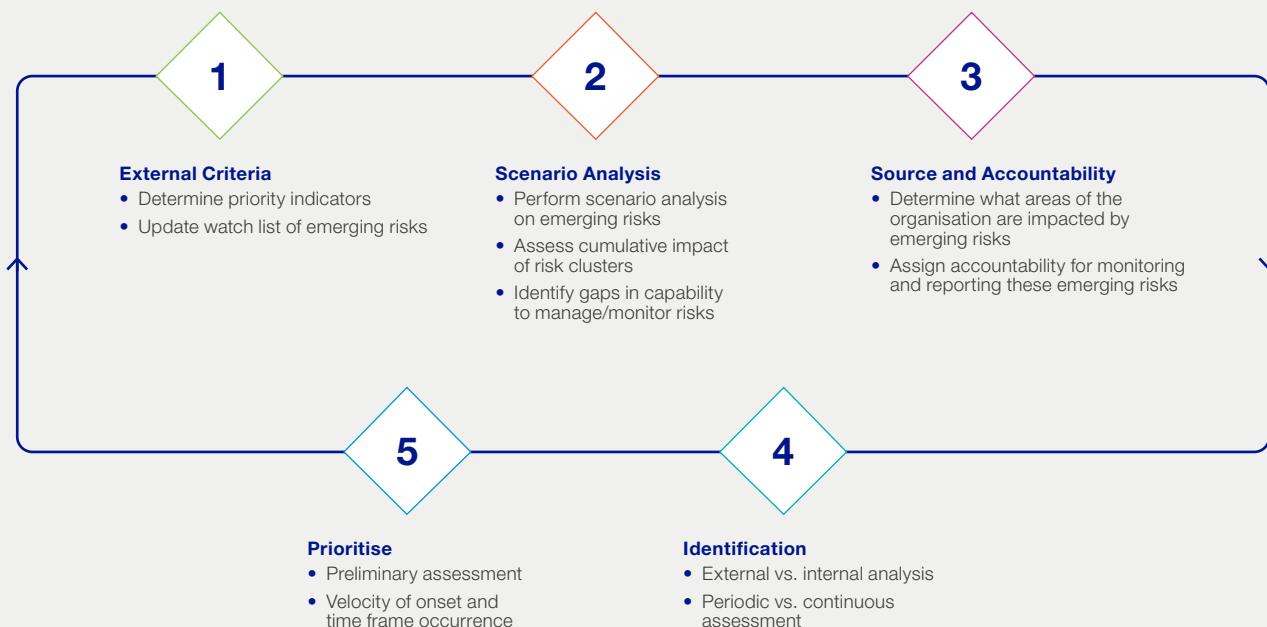 1
2
3
External Criteria
• Determine priority indicators
• Update watch list of emerging risks
Scenario Analysis
• Perform scenario analysis
on emerging risks
• Assess cumulative impact
of risk clusters
• Identify gaps in capability
to manage/monitor risks
Source and Accountability
• Determine what areas of the
organisation are impacted by
emerging risks
• Assign accountability for monitoring
and reporting these emerging risks
5
4
Prioritise
• Preliminary assessment
• Velocity of onset and
time frame occurrence
Identification
• External vs. internal analysis
• Periodic vs. continuous
assessment